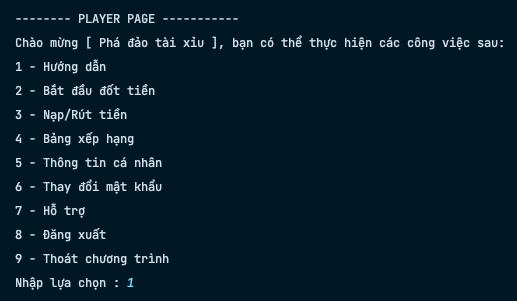 -------- PLAYER PAGE -----------
Chào mừng [ Phá đảo tài xỉu ], bạn có thể thực hiện các công việc sau:
1 - Hướng dẫn
2 - Bắt đầu đốt tiền
3 - Nạp/Rút tiền
4 - Bảng xếp hạng
5 - Thông tin cá nhân
6 - Thay đổi mật khẩu
7 - Hỗ trợ
8 - Đăng xuất
9 - Thoát chương trình
Nhập lựa chọn : 1